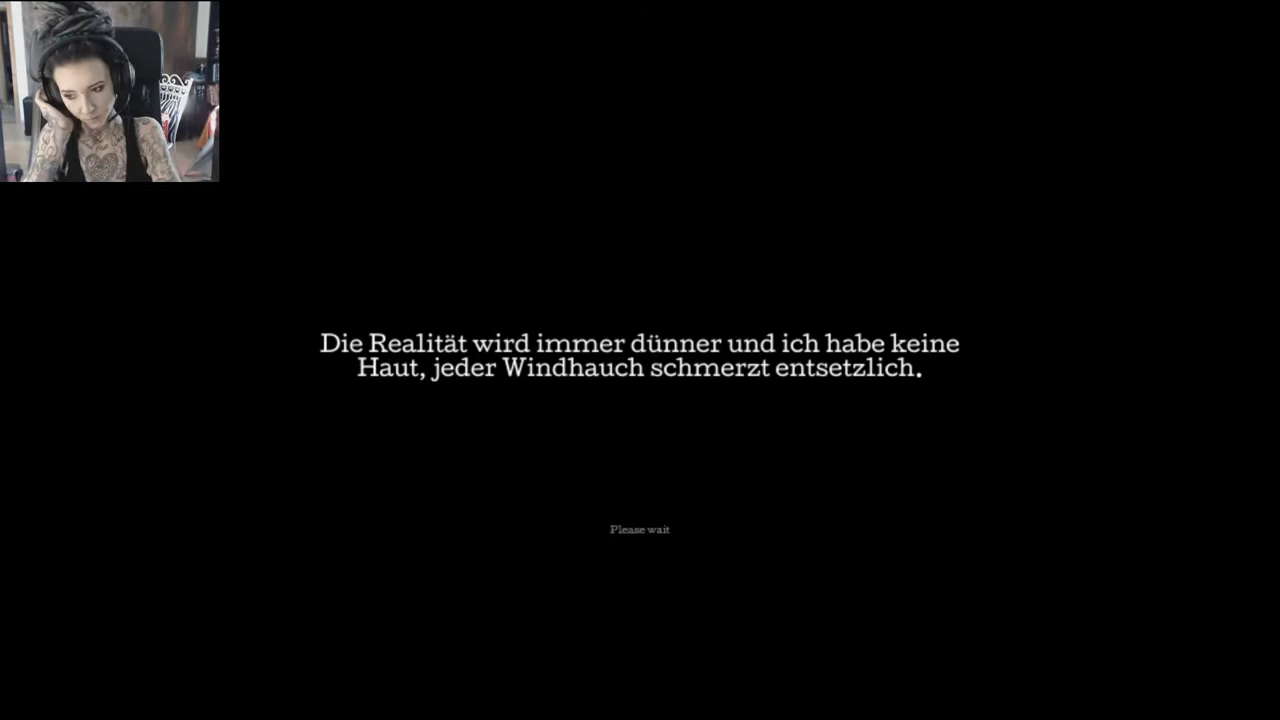 Die Realität wird immer dünner und ich habe keine
Haut, jeder Windhauch schmerzt entsetzlich.
Please wait